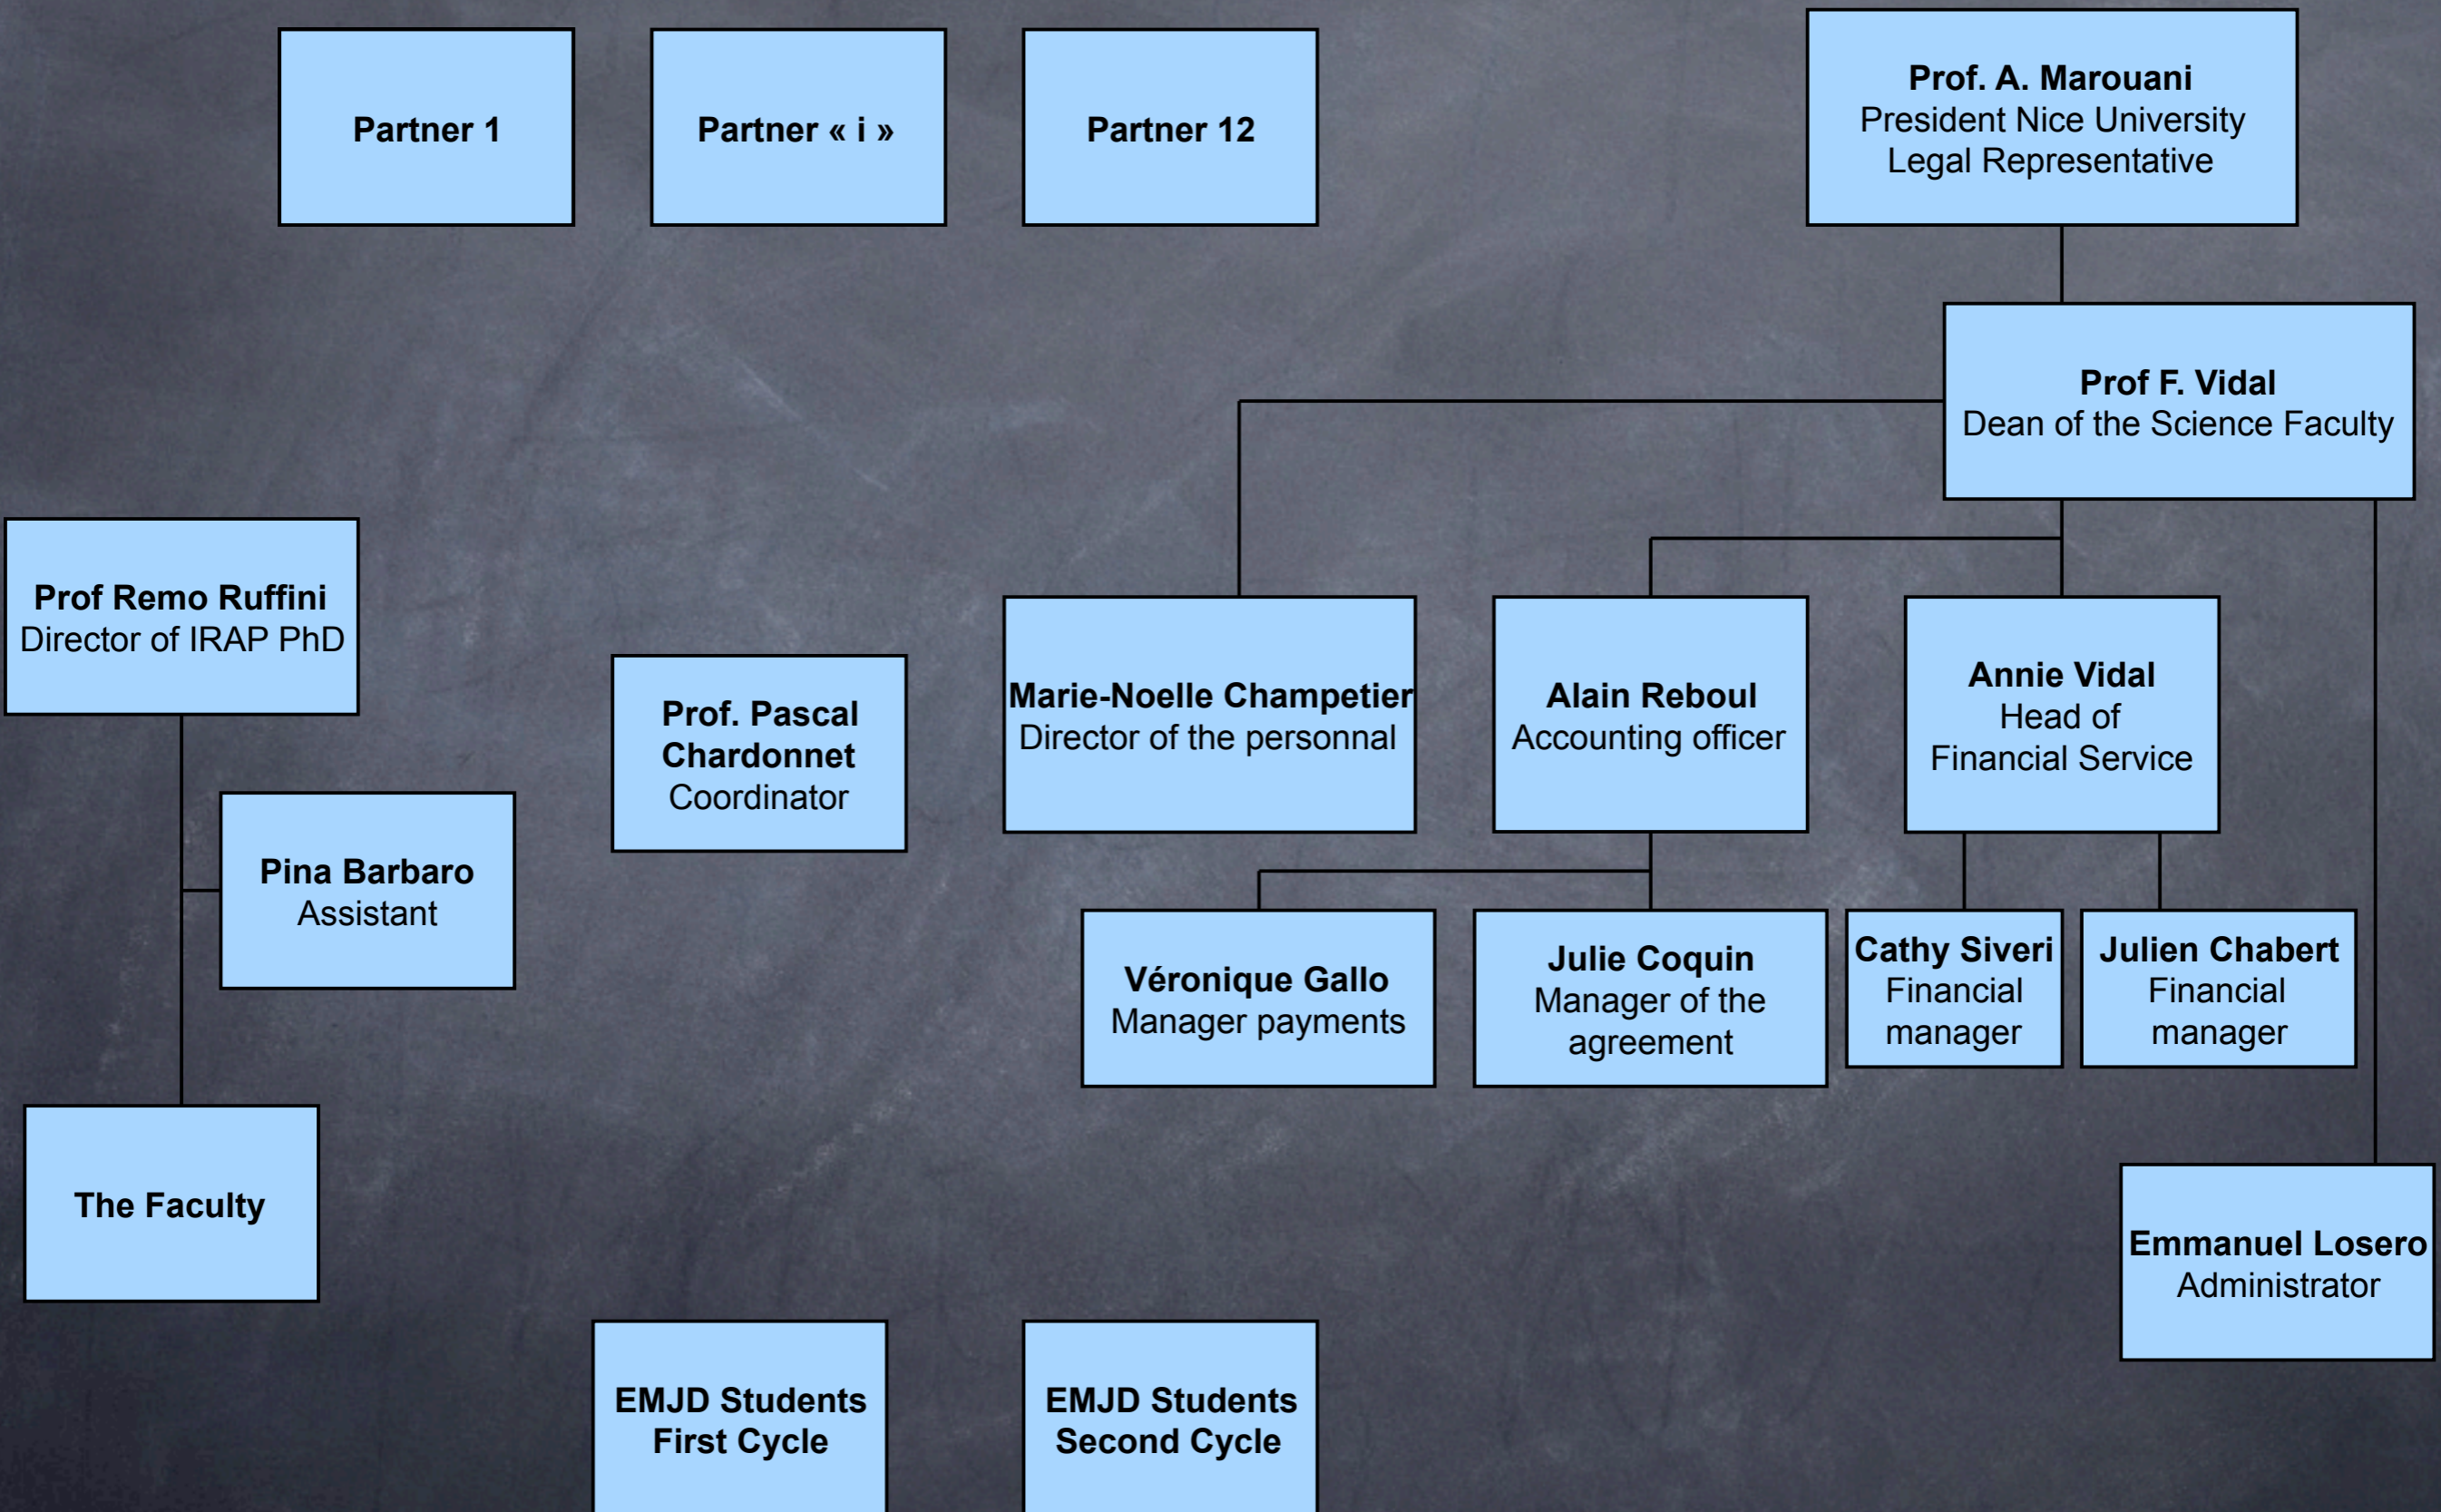 Partner 1
Partner « i »
Partner 12
Prof. A. Marouani
President Nice University
Legal Representative
Prof F. Vidal
Dean of the Science Faculty
Prof Remo Ruffini
Director of IRAP PhD
Prof. Pascal
Chardonnet
Coordinator
Marie-Noelle Champetier
Director of the personnal
Alain Reboul
Accounting officer
Annie Vidal
Head of
Financial Service
Pina Barbaro
Assistant
Véronique Gallo
Manager payments
Julie Coquin
Manager of the
agreement
Cathy Siveri
Financial
manager
Julien Chabert
Financial
manager
The Faculty
Emmanuel Losero
Administrator
EMJD Students
First Cycle
EMJD Students
Second Cycle